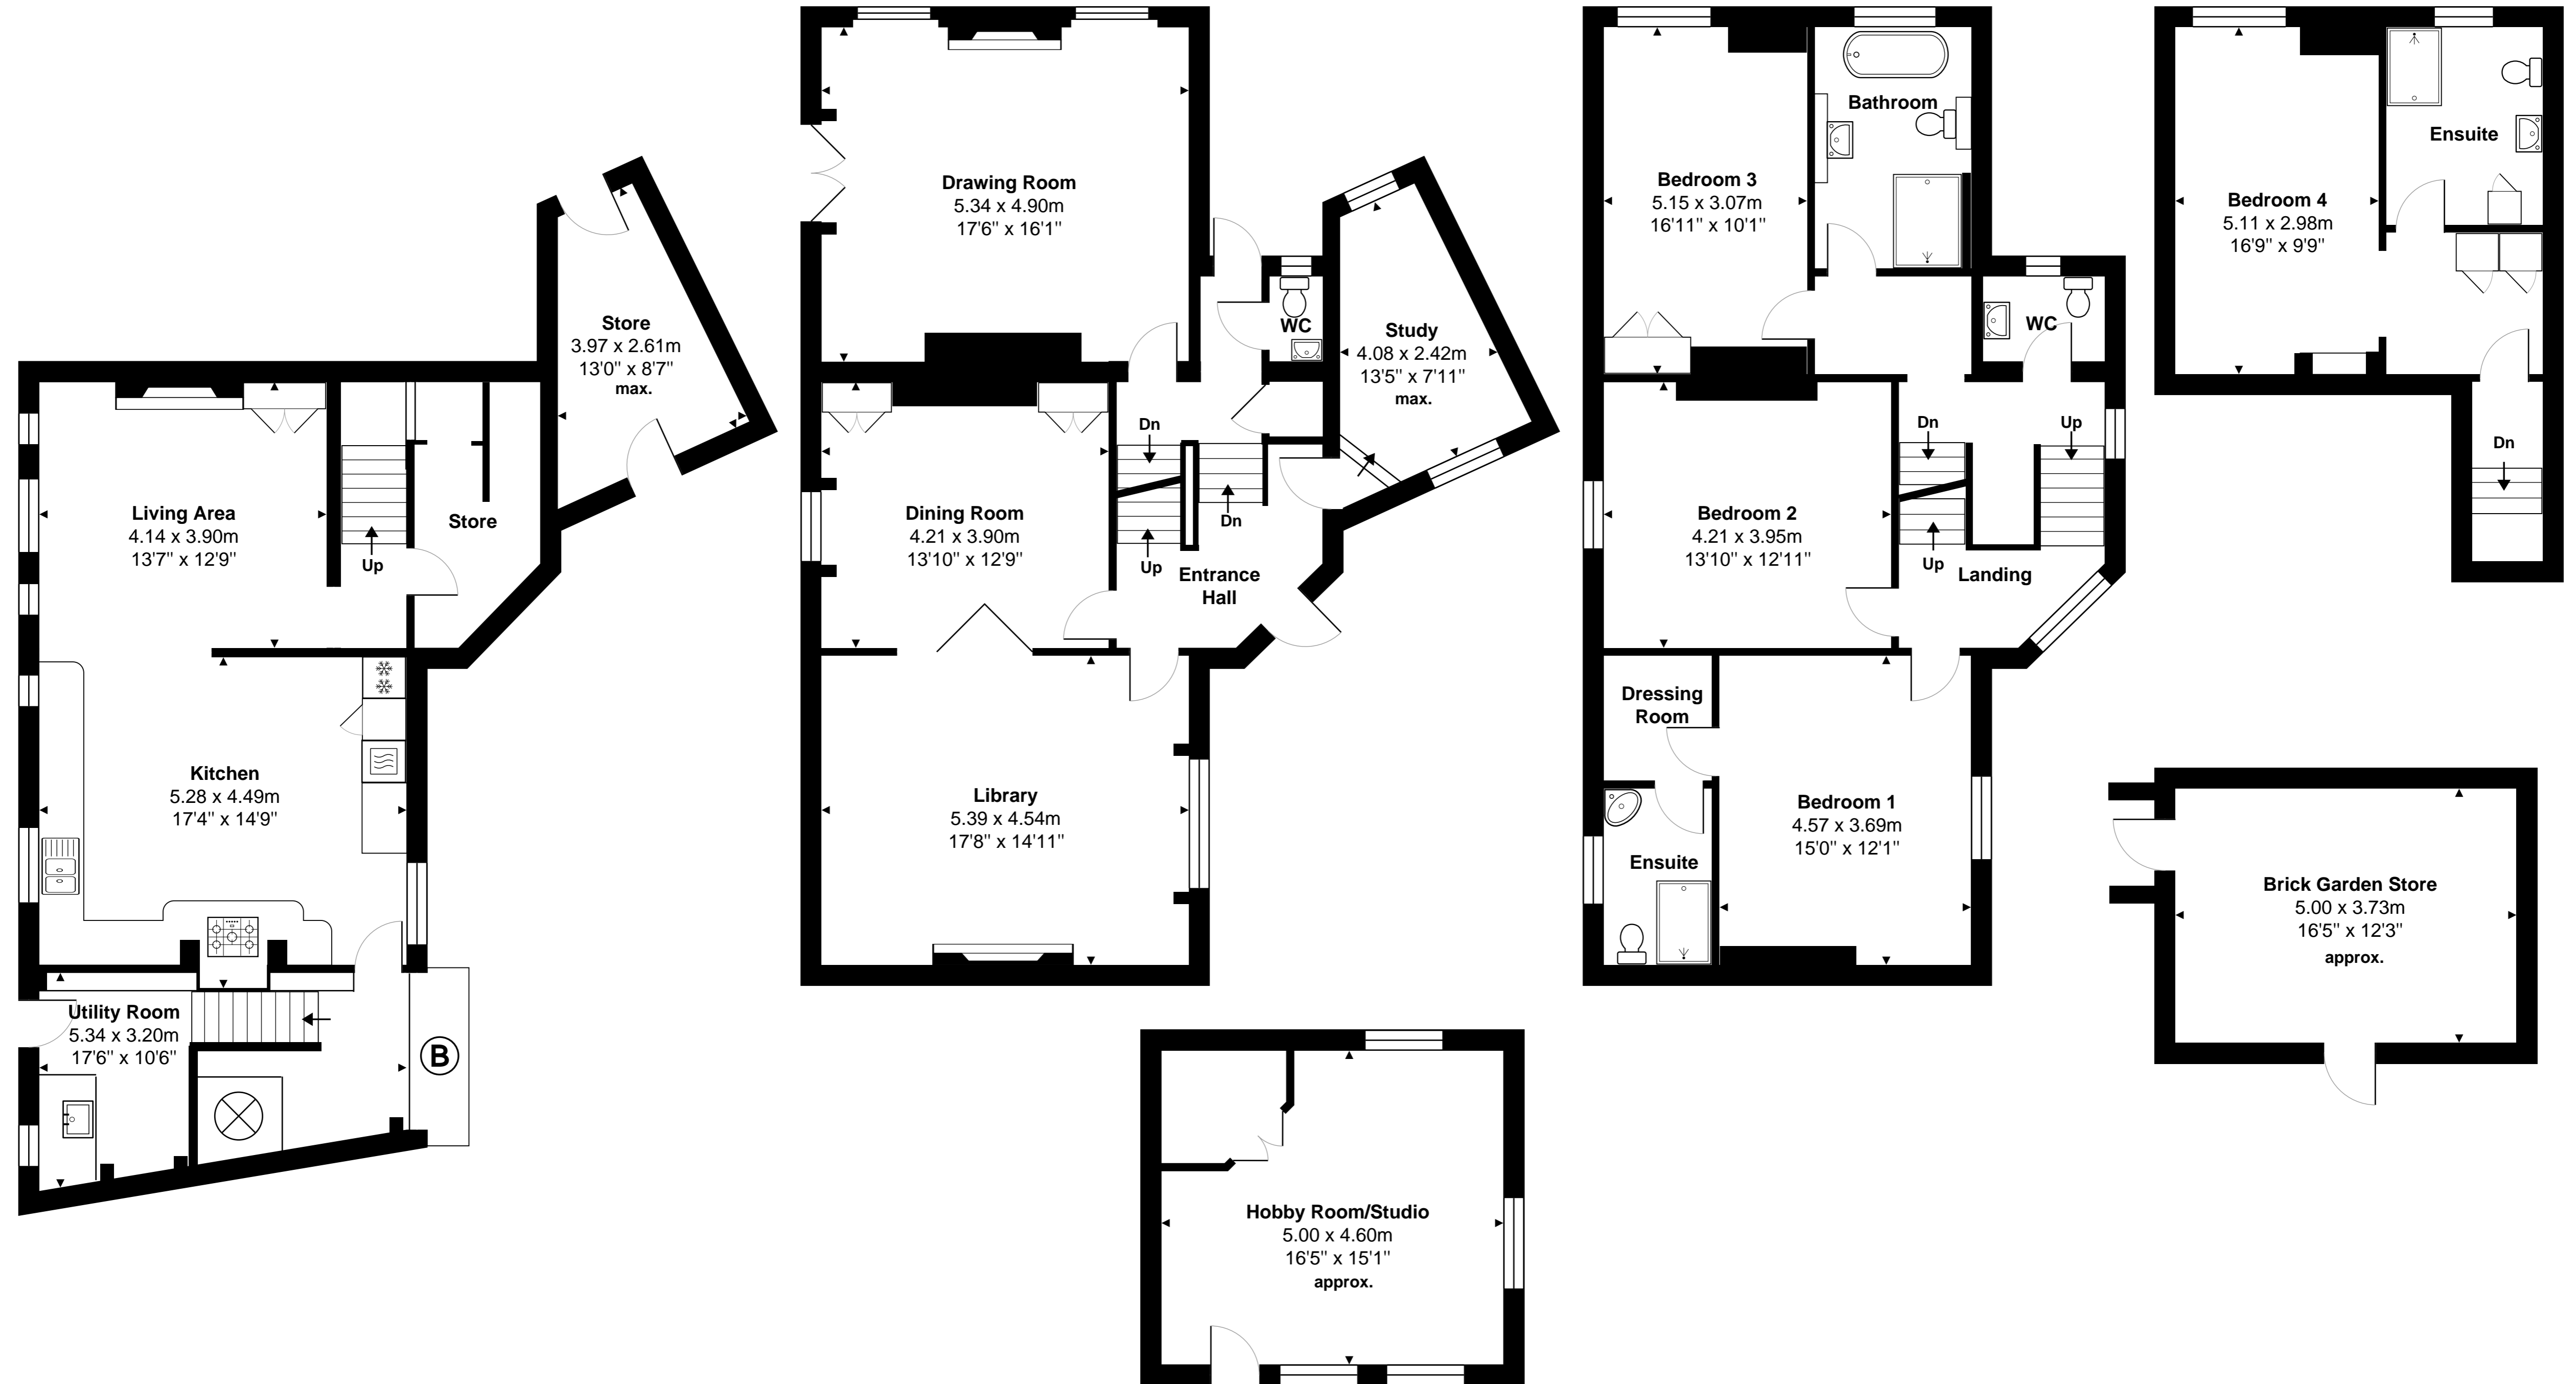 Store
3.97 x 2.61m
13'0" x 8'7"
max.
Living Area
4.14 x 3.90m
13'7" x 12'9"
Up
Store
Kitchen
5.28 x 4.49m
17'4" x 14'9"
Utility Room
5.34 x 3.20m
17'6" x 10'6"
B
Drawing Room
5.34 x 4.90m
17'6" x 16'1"
WC
Study
4.08 x 2.42m
13'5" x 7'11"
max.
Dn
Dining Room
4.21 x 3.90m
13'10" x 12'9"
Dn
Up
Entrance
Hall
Library
5.39 x 4.54m
17'8" x 14'11"
Bedroom 3
5.15 x 3.07m
16'11" x 10'1"
Bathroom
WC
Dn
Up
Bedroom 2
4.21 x 3.95m
13'10" x 12'11"
Up
Landing
Dressing
Room
Ensuite
Bedroom 1
4.57 x 3.69m
15'0" x 12'1"
Bedroom 4
5.11 x 2.98m
16'9" x 9'9"
Ensuite
Dn
Brick Garden Store
5.00 x 3.73m
16'5" x 12'3"
approx.
Hobby Room/Studio
5.00 x 4.60m
16'5" x 15'1"
approx.